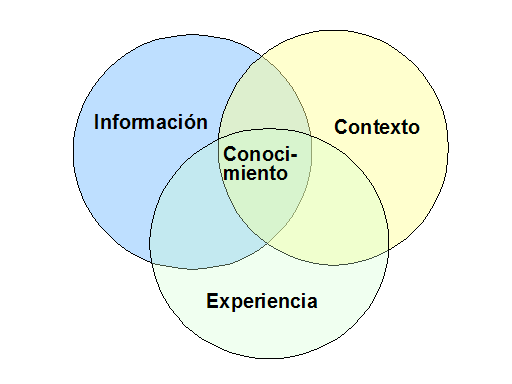 Información
Contexto
Conoci-
miento
Experiencia